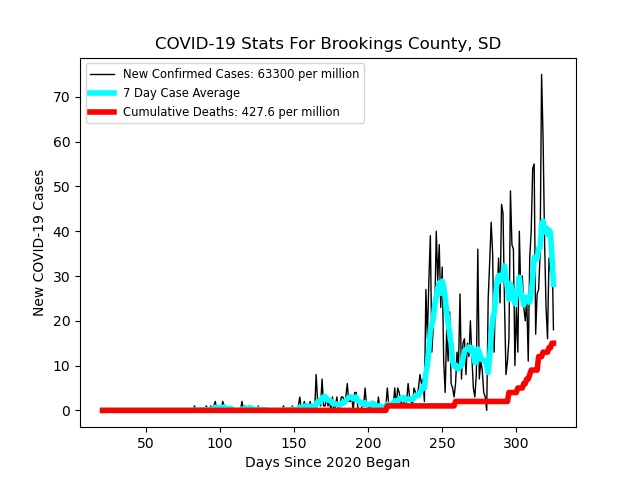 COVID-19 Stats For Brookings County, SD
New Confirmed Cases: 63300 per million
7 Day Case Average
Cumulative Deaths: 427.6 per million
New COVID-19 Cases
70
60
50
40
30
20
10
0
50 100 150 200 250 300
Days Since 2020 Began